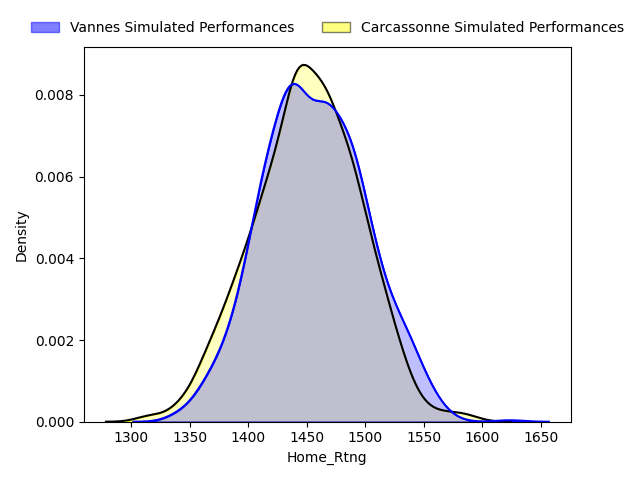 Vannes Simulated Performances
Carcassonne Simulated Performances
Density
0.008
0.006
0.004
0.002
0.000
1300 1350 1400 1450 1500 1550 1600 1650
Home_Rtng